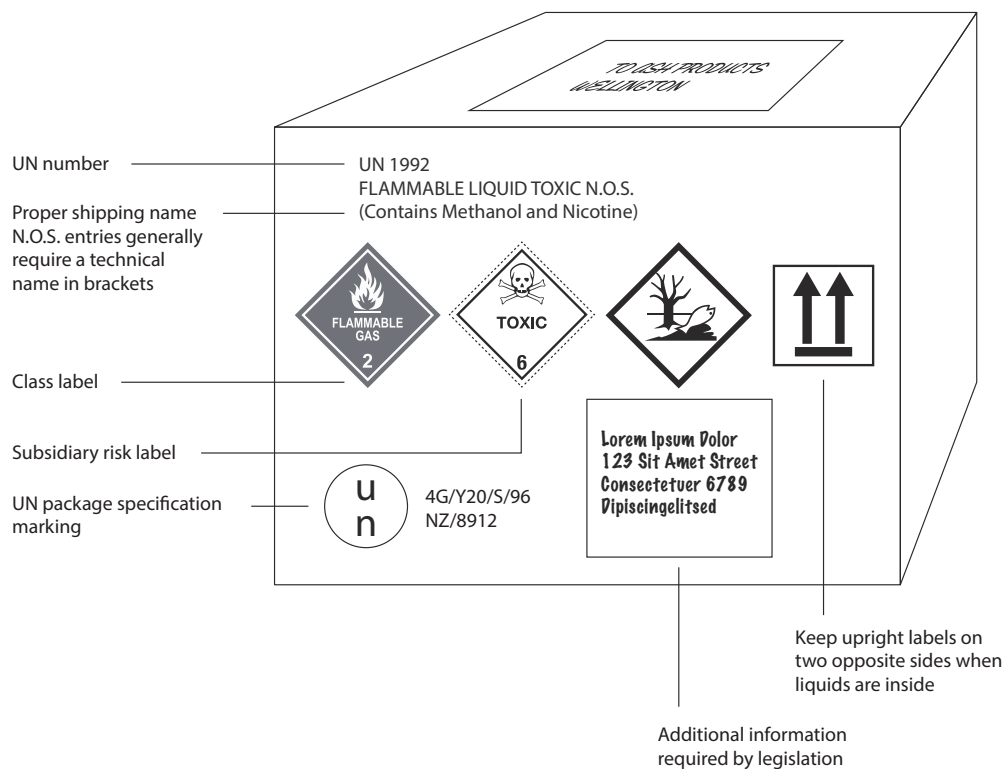 TO ASH PRODUCTS
WELLINGTON
UN number
UN 1992
FLAMMABLE LIQUID TOXIC N.O.S.
(Contains Methanol and Nicotine)
Proper shipping name
N.O.S. entries generally
require a technical
name in brackets
FLAMMABLE
GAS
2
TOXIC
6
Class label
Subsidiary risk label
UN package specification
marking
u
n
4G/Y20/S/96
NZ/8912
Lorem Ipsum Dolor
123 Sit Amet Street
Consectetuer 6789
Dipiscingelitsed
Keep upright labels on
two opposite sides when
liquids are inside
Additional information
required by legislation